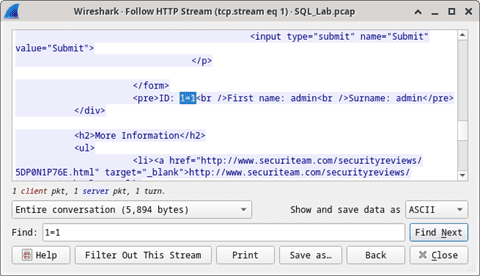 Wireshark · Follow HTTP Stream (tcp.stream eq 1) · SQL_Lab.pcap
<input type="submit" name="Submit"
value="Submit">
</p>
</form>
<pre>ID: 1=1<br />First name: admin<br />Surname: admin</pre>
</div>
<h2>More Information</h2>
<ul>
<li><a href="http://www.securiteam.com/securityreviews/
5DP0N1P76E.html" target="_blank">http://www.securiteam.com/securityreviews/
1 client pkt, 1 server pkt, 1 turn.
Entire conversation (5,894 bytes) Show and save data as ASCII
Find: 1=1 Find Next
Help Filter Out This Stream Print Save as… Back Close